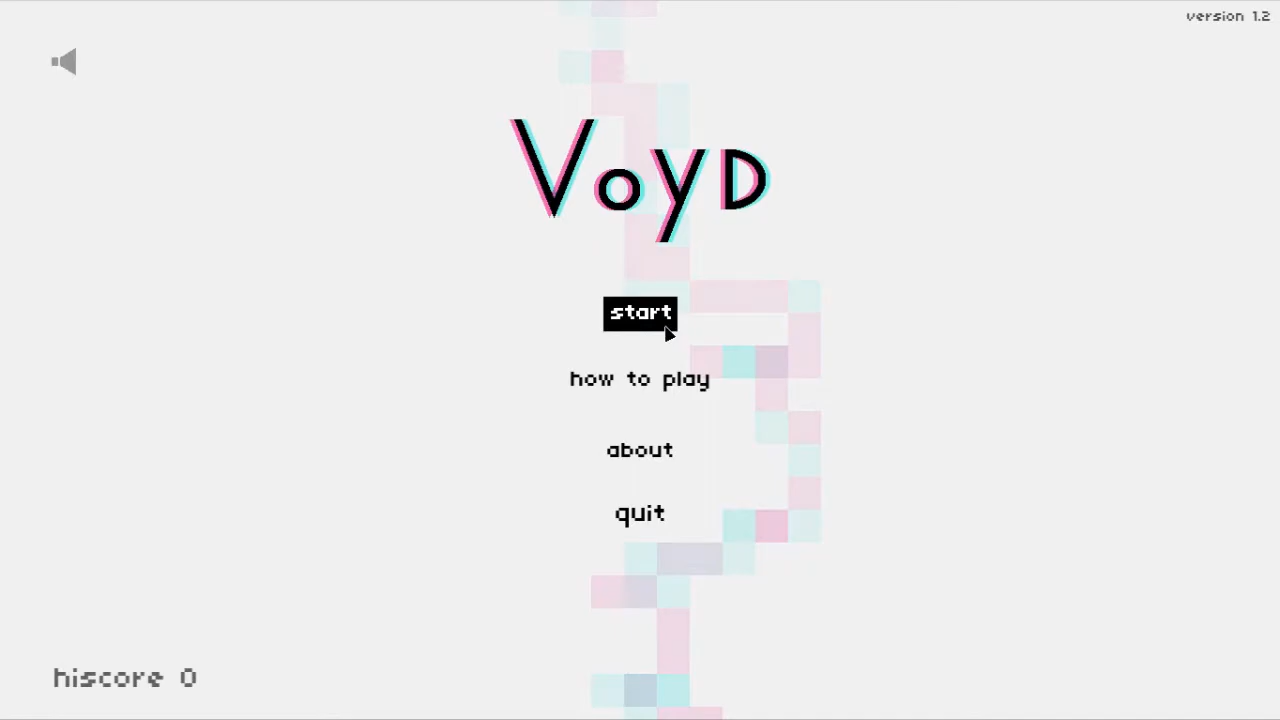 version 1.2
Voyd
start
how to play
about
quit
hiscore 0